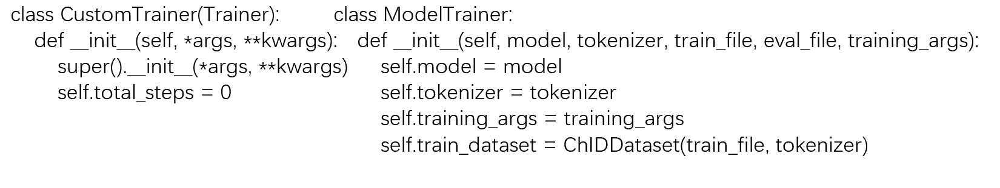 class CustomTrainer(Trainer):
def __init__(self, *args, **kwargs):
super().__init__(*args, **kwargs)
self.total_steps = 0
class ModelTrainer:
def __init__(self, model, tokenizer, train_file, eval_file, training_args):
self.model = model
self.tokenizer = tokenizer
self.training_args = training_args
self.train_dataset = ChIDDataset(train_file, tokenizer)